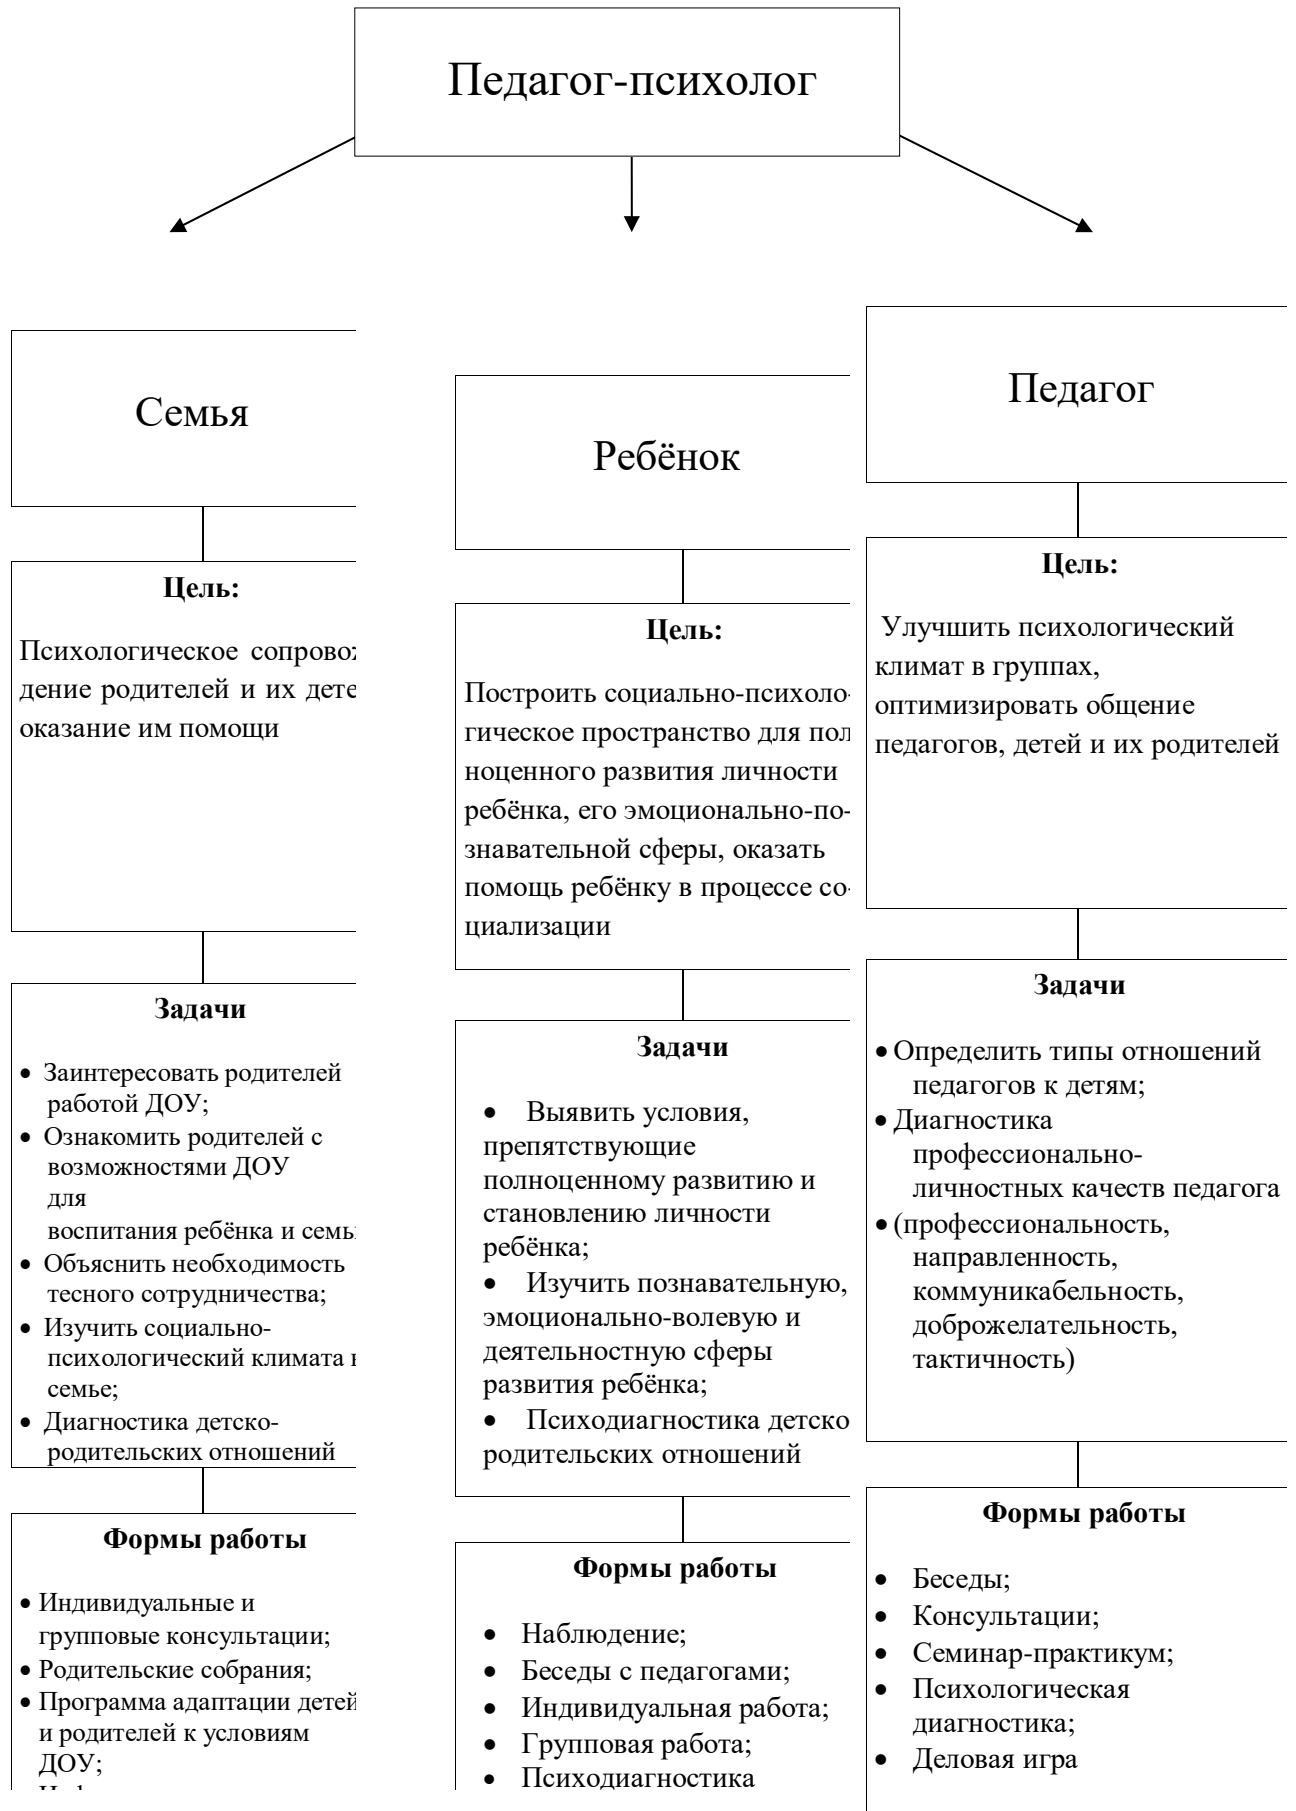 Педагог-психолог
Семья
Цель:
Психологическое сопровож
дение родителей и их дете
оказание им помощи
Задачи
• Заинтересовать родителей
работой ДОУ;
• Ознакомить родителей с
возможностями ДОУ
для
воспитания ребёнка и семь
• Объяснить необходимость
тесного сотрудничества;
• Изучить социально-
психологический климата в
семье;
• Диагностика детско-
родительских отношений
Формы работы
• Индивидуальные и
групповые консультации;
• Родительские собрания;
• Программа адаптации детей
и родителей к условиям
ДОУ;
Ребёнок
Цель:
Построить социально-психоло-
гическое пространство для пол
ноценного развития личности
ребёнка, его эмоционально-по-
знавательной сферы, оказать
помощь ребёнку в процессе со-
циализации
Задачи
• Выявить условия,
препятствующие
полноценному развитию и
становлению личности
ребёнка;
• Изучить познавательную,
эмоционально-волевую и
деятельностную сферы
развития ребёнка;
• Психодиагностика детско
родительских отношений
Формы работы
• Наблюдение;
• Беседы с педагогами;
• Индивидуальная работа;
• Групповая работа;
• Психодиагностика
Педагог
Цель:
Улучшить психологический
климат в группах,
оптимизировать общение
педагогов, детей и их родителей
Задачи
• Определить типы отношений
педагогов к детям;
• Диагностика
профессионально-
личностных качеств педагога
• (профессиональность,
направленность,
коммуникабельность,
доброжелательность,
тактичность)
Формы работы
• Беседы;
• Консультации;
• Семинар-практикум;
• Психологическая
диагностика;
• Деловая игра